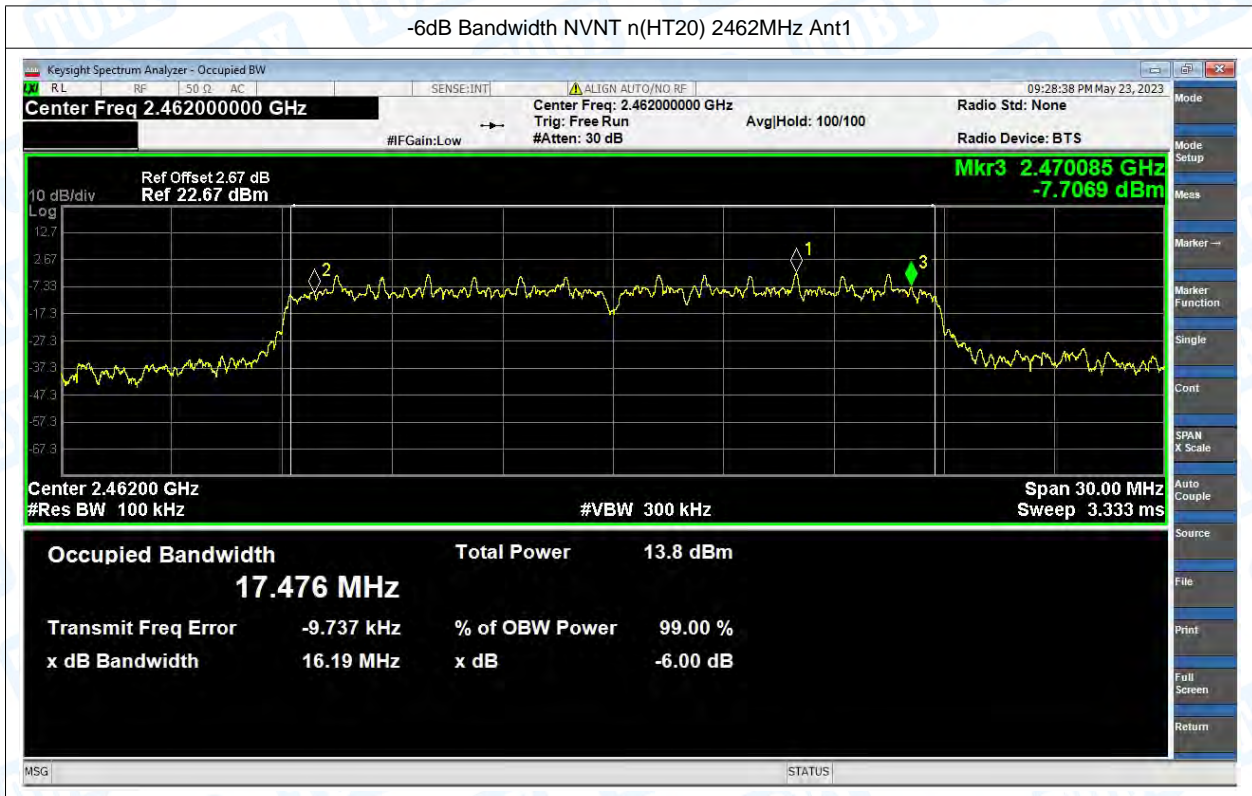 -6dB Bandwidth NVNT n(HT20) 2462MHz Ant1
Keysight Spectrum Analyzer - Occupied BW
LXI RL RF 50 Ω AC SENSE:INT ALIGN AUTO/NO RF 09:28:38 PM May 23, 2023
Center Freq 2.462000000 GHz
Center Freq: 2.462000000 GHz Radio Std: None
Trig: Free Run Avg|Hold: 100/100
#IFGain:Low #Atten: 30 dB Radio Device: BTS
Mkr3 2.470085 GHz
-7.7069 dBm
Ref Offset 2.67 dB
10 dB/div Ref 22.67 dBm
Log
12.7
2.67
-7.33
-17.3
-27.3
-37.3
-47.3
-57.3
-67.3
2
1
3
Center 2.46200 GHz Span 30.00 MHz
#Res BW 100 kHz #VBW 300 kHz Sweep 3.333 ms
Occupied Bandwidth Total Power 13.8 dBm
17.476 MHz
Transmit Freq Error -9.737 kHz % of OBW Power 99.00 %
x dB Bandwidth 16.19 MHz x dB -6.00 dB
Mode
Mode
Setup
Meas
Marker→
Marker
Function
Single
Cont
SPAN
X Scale
Auto
Couple
Source
File
Print
Full
Screen
Return
MSG STATUS
TOBY